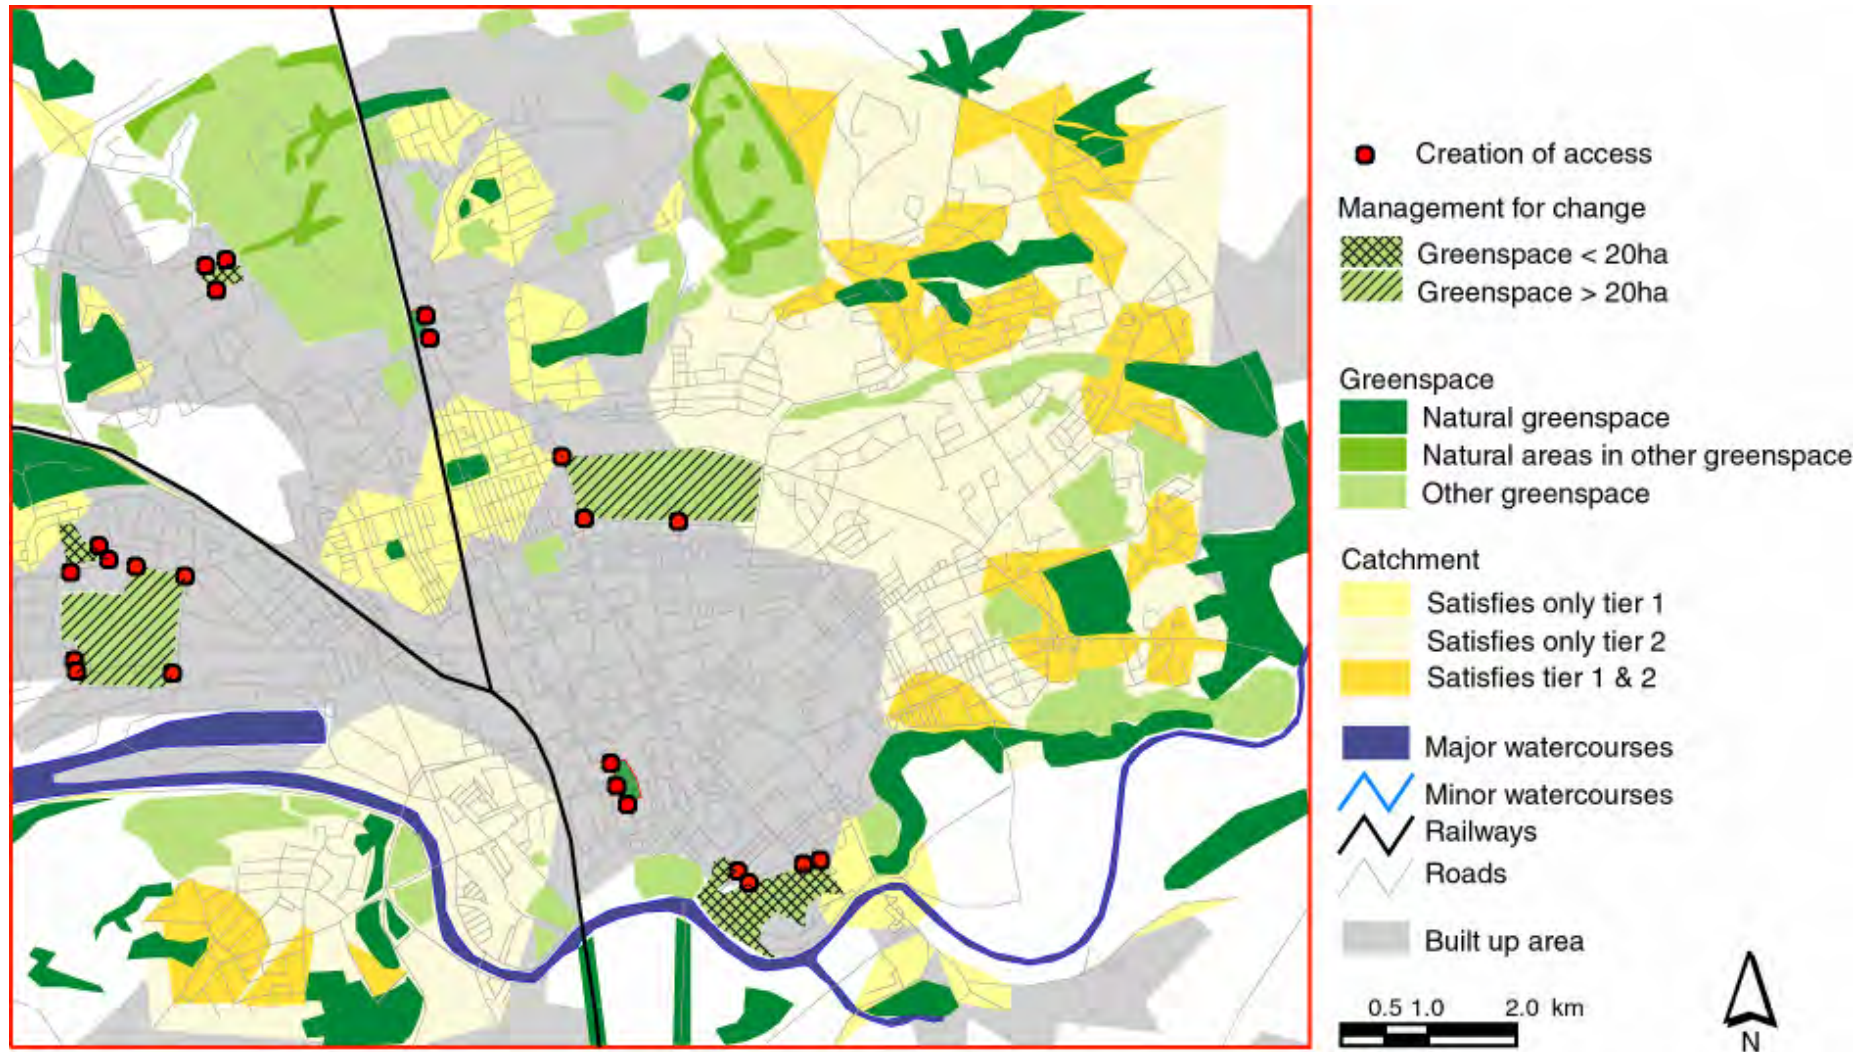 Creation of access
Management for change
Greenspace < 20ha
Greenspace > 20ha
Greenspace
Natural greenspace
Natural areas in other greenspace
Other greenspace
Catchment
Satisfies only tier 1
Satisfies only tier 2
Satisfies tier 1 & 2
Major watercourses
Minor watercourses
Railways
Roads
Built up area
0.5 1.0 2.0 km
N